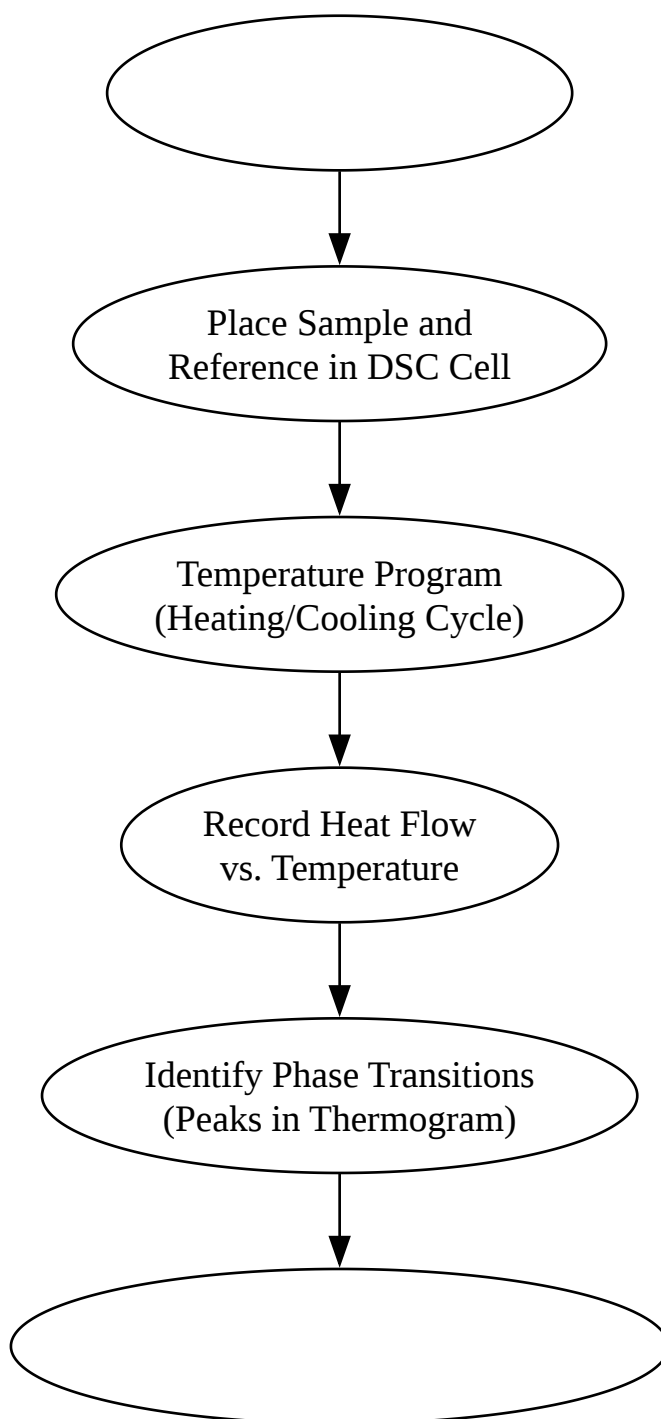 Place Sample and
Reference in DSC Cell
Temperature Program
(Heating/Cooling Cycle)
Record Heat Flow
vs. Temperature
Identify Phase Transitions
(Peaks in Thermogram)